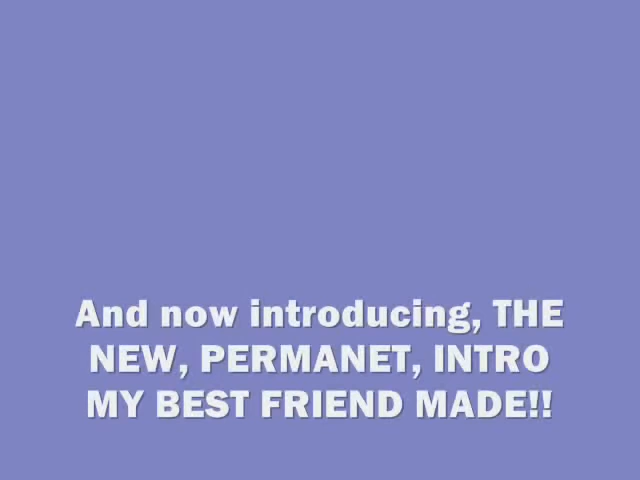 And now introducing, THE
NEW, PERMANET, INTRO
MY BEST FRIEND MADE!!